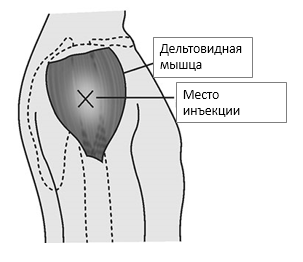 Дельтовидная
мышца
Место
инъекции